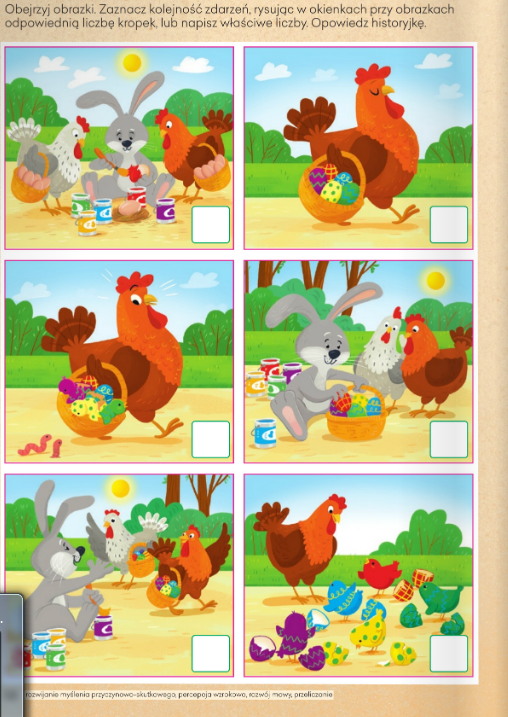 Obejrzyj obrazki. Zaznacz kolejność zdarzeń, rysując w okienkach przy obrazkach
odpowiednią liczbę kropek, lub napisz właściwe liczby. Opowiedz historyjkę.
rozwijanie myślenia przyczynowo-skutkowego, percepcja wzrokowa, rozwój mowy, przeliczanie